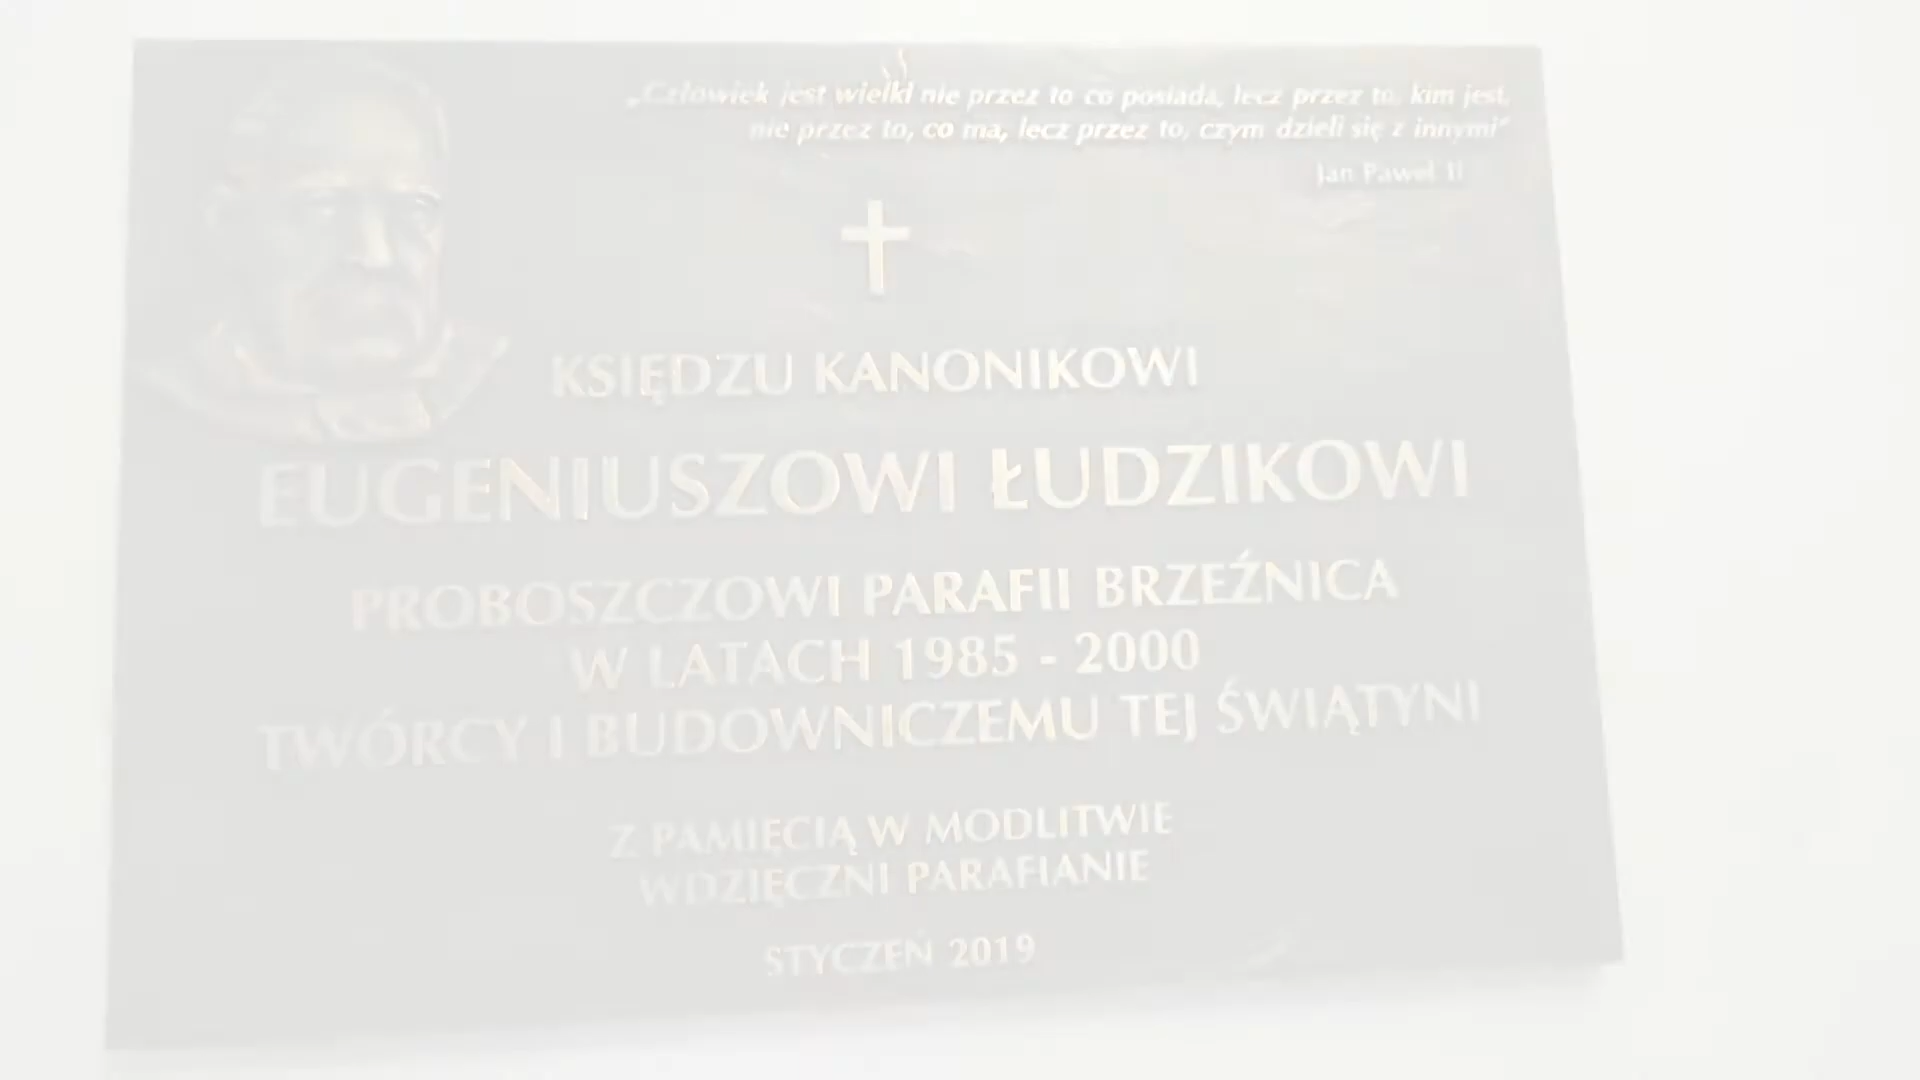 „Człowiek jest wielki nie przez to co posiada, lecz przez to, kim jest,
nie przez to, co ma, lecz przez to, czym dzieli się z innymi”
Jan Paweł II
KSIĘDZU KANONIKOWI
EUGENIUSZOWI ŁUDZIKOWI
PROBOSZCZOWI PARAFII BRZEŹNICA
W LATACH 1985 - 2000
TWÓRCY I BUDOWNICZEMU TEJ ŚWIĄTYNI
Z PAMIĘCIĄ W MODLITWIE
WDZIĘCZNI PARAFIANIE
STYCZEŃ 2019